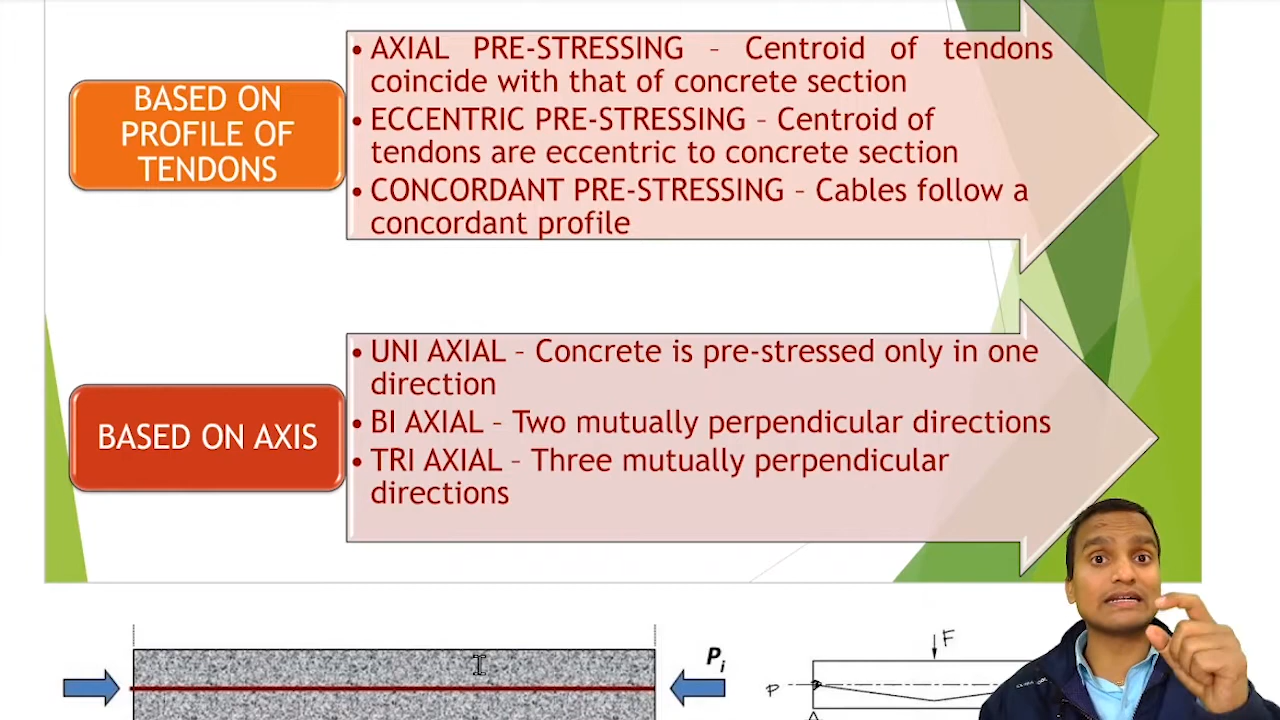 BASED ON
PROFILE OF
TENDONS
• AXIAL PRE-STRESSING – Centroid of tendons
coincide with that of concrete section
• ECCENTRIC PRE-STRESSING – Centroid of
tendons are eccentric to concrete section
• CONCORDANT PRE-STRESSING – Cables follow a
concordant profile
BASED ON AXIS
• UNI AXIAL – Concrete is pre-stressed only in one
direction
• BI AXIAL – Two mutually perpendicular directions
• TRI AXIAL – Three mutually perpendicular
directions
Pi
F
P